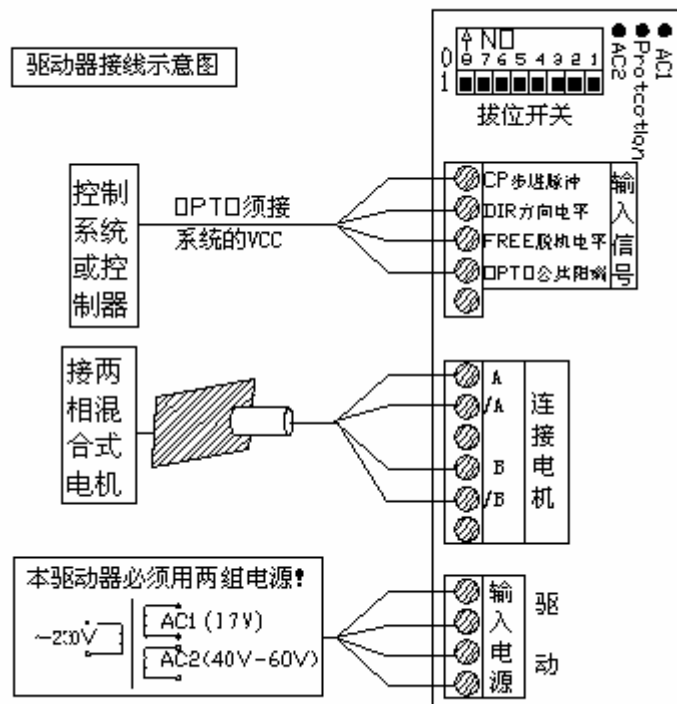 驱动器接线示意图
↑NO
0 8 7 6 5 4 3 2 1
1
拔位开关
AC1
Protcotlon
AC2
控制系统或控制器
OPTO须接
系统的VCC
CP步进脉冲
DIR方向电平
FREE脱机电平
OPTO公共阳端
输入信号
接两相混合式电机
A
/A
B
/B
连接电机
本驱动器必须用两组电源!
~230V
AC1(17V)
AC2(40V-60V)
输入电源
驱动